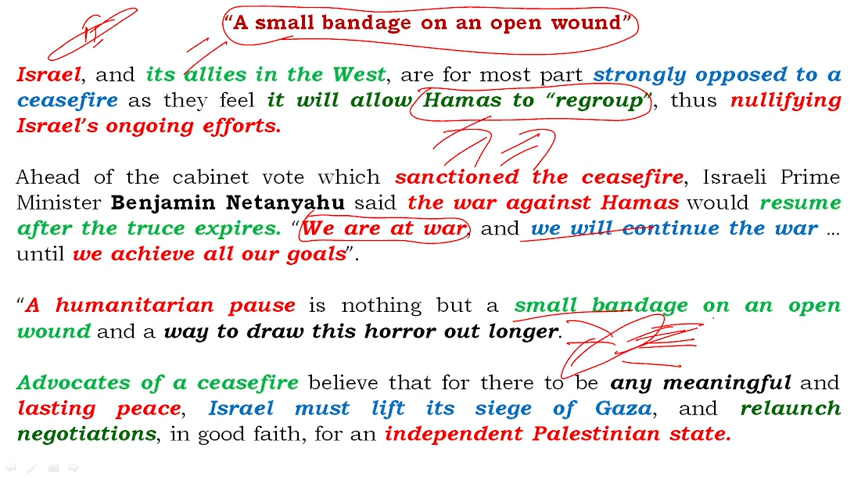 “A small bandage on an open wound”
Israel, and its allies in the West, are for most part strongly opposed to a
ceasefire as they feel it will allow Hamas to “regroup”, thus nullifying
Israel’s ongoing efforts.
Ahead of the cabinet vote which sanctioned the ceasefire, Israeli Prime
Minister Benjamin Netanyahu said the war against Hamas would resume
after the truce expires. “We are at war, and we will continue the war …
until we achieve all our goals”.
“A humanitarian pause is nothing but a small bandage on an open
wound and a way to draw this horror out longer.
Advocates of a ceasefire believe that for there to be any meaningful and
lasting peace, Israel must lift its siege of Gaza, and relaunch
negotiations, in good faith, for an independent Palestinian state.